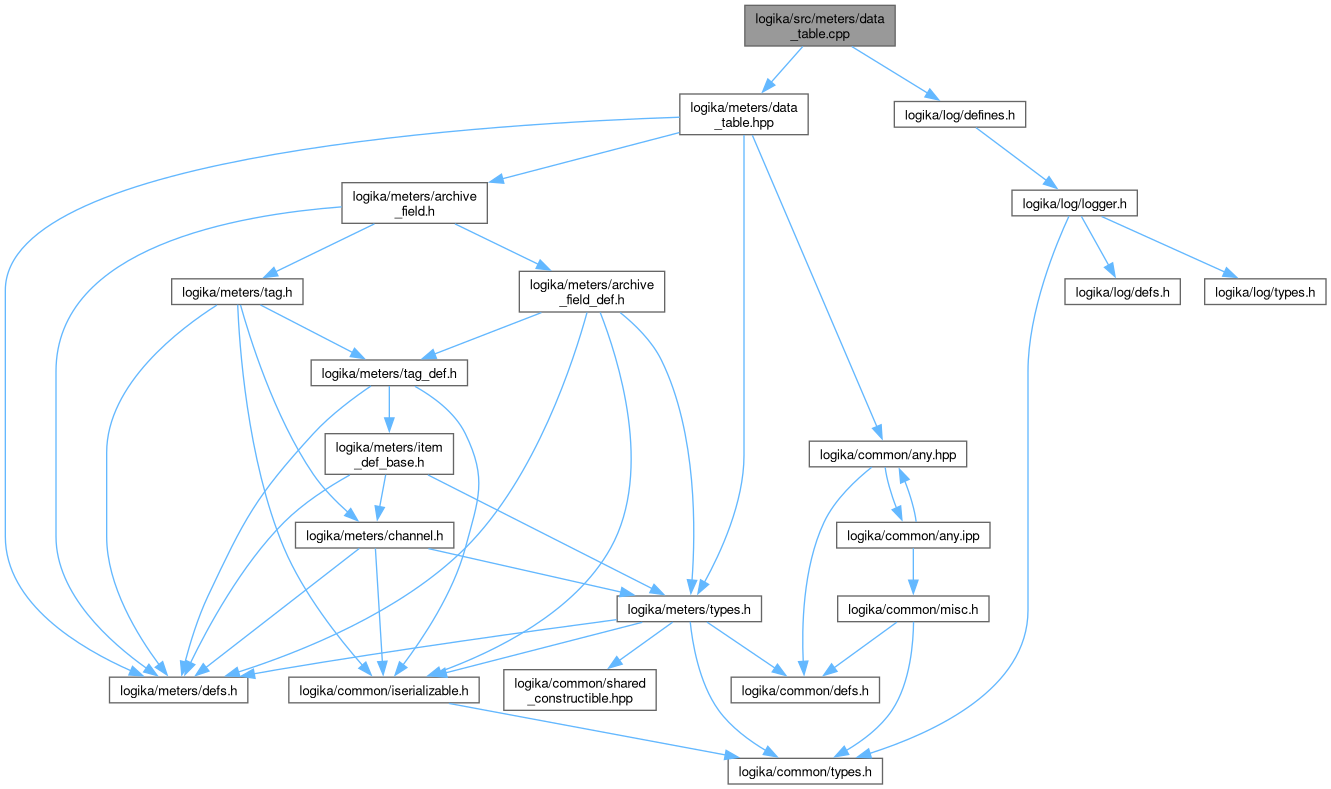 logika/src/meters/data
_table.cpp
logika/meters/data
_table.hpp
logika/log/defines.h
logika/meters/archive
_field.h
logika/log/logger.h
logika/meters/tag.h
logika/meters/archive
_field_def.h
logika/log/defs.h
logika/log/types.h
logika/meters/tag_def.h
logika/meters/item
_def_base.h
logika/common/any.hpp
logika/meters/channel.h
logika/common/any.ipp
logika/meters/types.h
logika/common/misc.h
logika/meters/defs.h
logika/common/iserializable.h
logika/common/shared
_constructible.hpp
logika/common/defs.h
logika/common/types.h